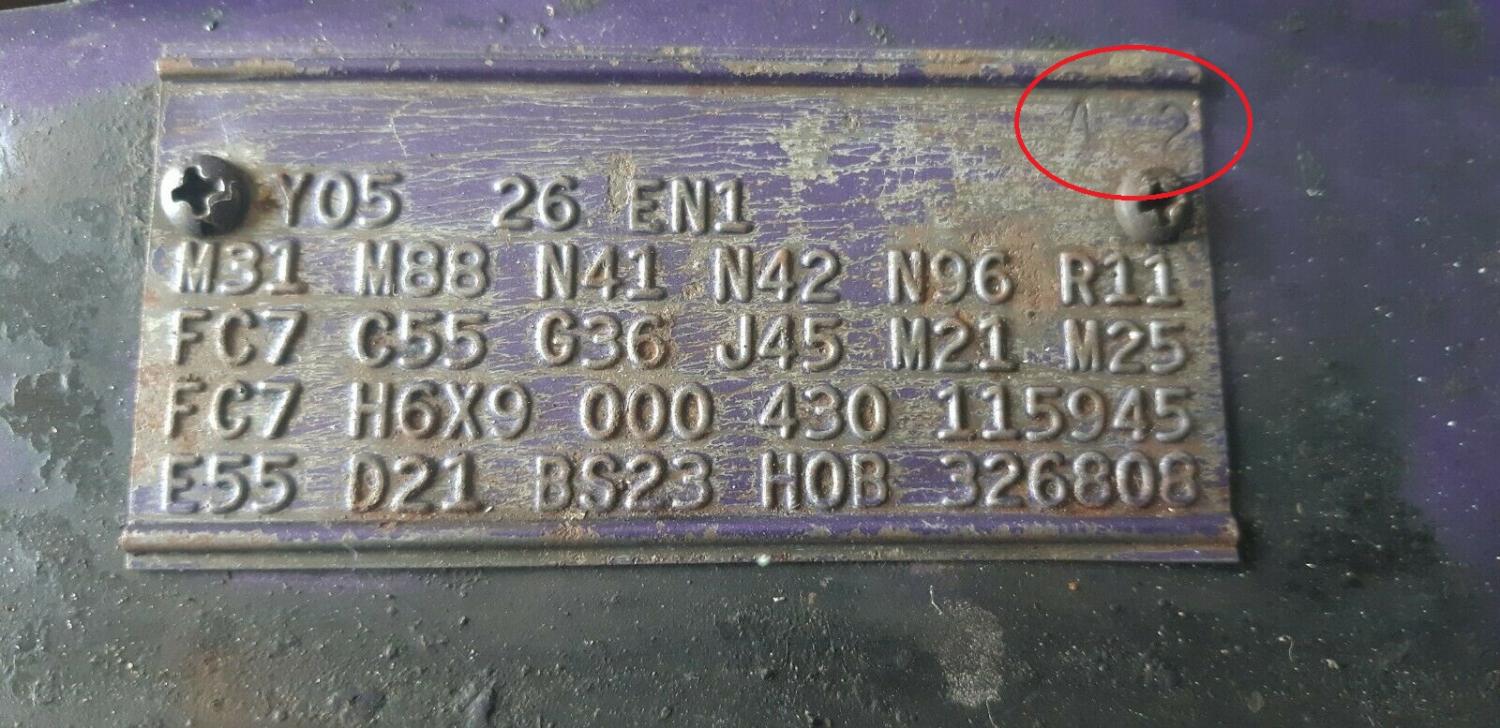 Y05 26 EN1
M31 M88 N41 N42 N96 R11
FC7 C55 G36 J45 M21 M25
FC7 H6X9 000 430 115945
E55 D21 BS23 H0B 326808